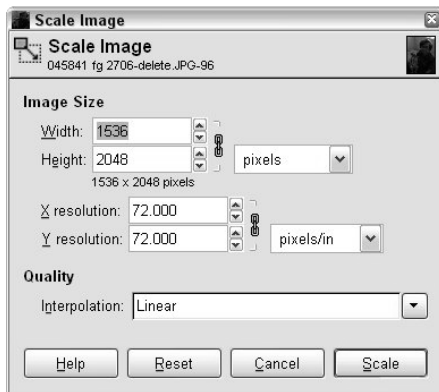 Scale Image
Scale Image
045841 fg 2706-delete.JPG-96
Image Size
Width: 1536
Height: 2048 pixels
1536 x 2048 pixels
X resolution: 72.000
Y resolution: 72.000 pixels/in
Quality
Interpolation: Linear
Help Reset Cancel Scale